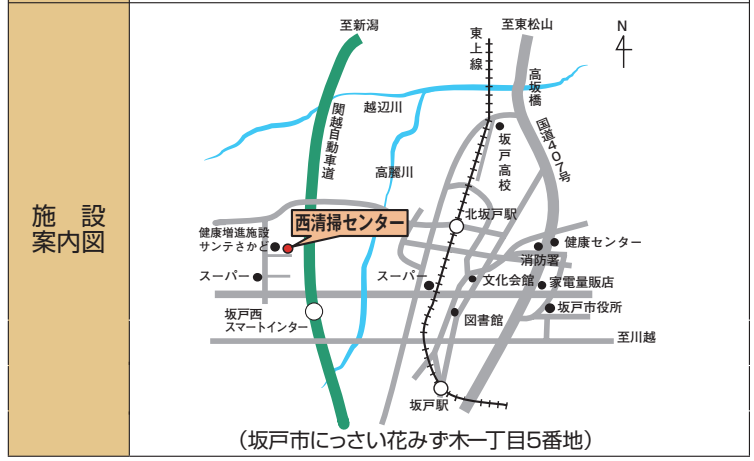 施設
案内図
至新潟
東上線
至東松山
N
高坂橋
関越自動車道
越辺川
国道407号
坂戸高校
高麗川
西清掃センター
北坂戸駅
健康増進施設
サンテさかど
健康センター
消防署
スーパー
スーパー
文化会館
家電量販店
坂戸西
スマートインター
図書館
坂戸市役所
至川越
坂戸駅
(坂戸市にっさい花みず木一丁目5番地)